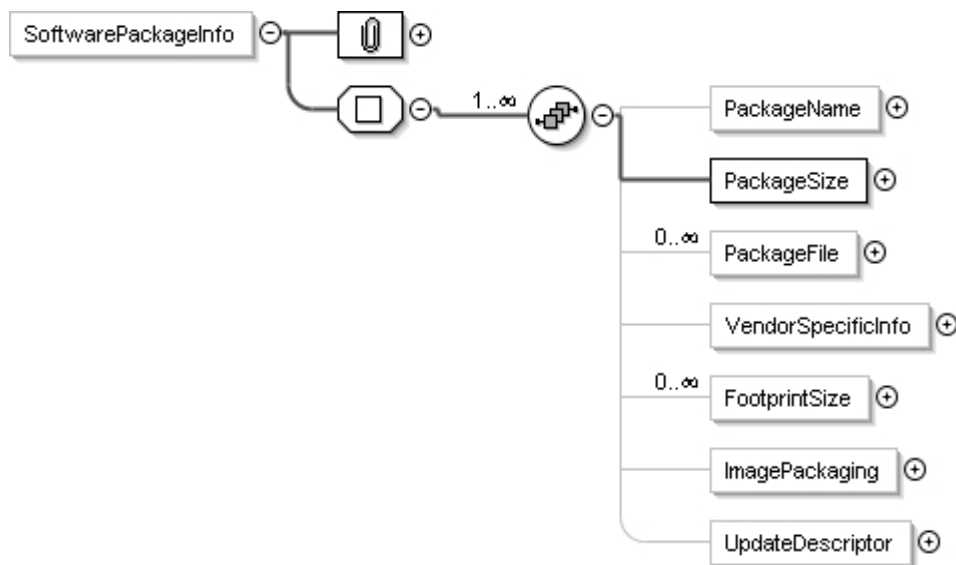 SoftwarePackageInfo
1..∞
PackageName
PackageSize
0..∞
PackageFile
VendorSpecificInfo
0..∞
FootprintSize
ImagePackaging
UpdateDescriptor